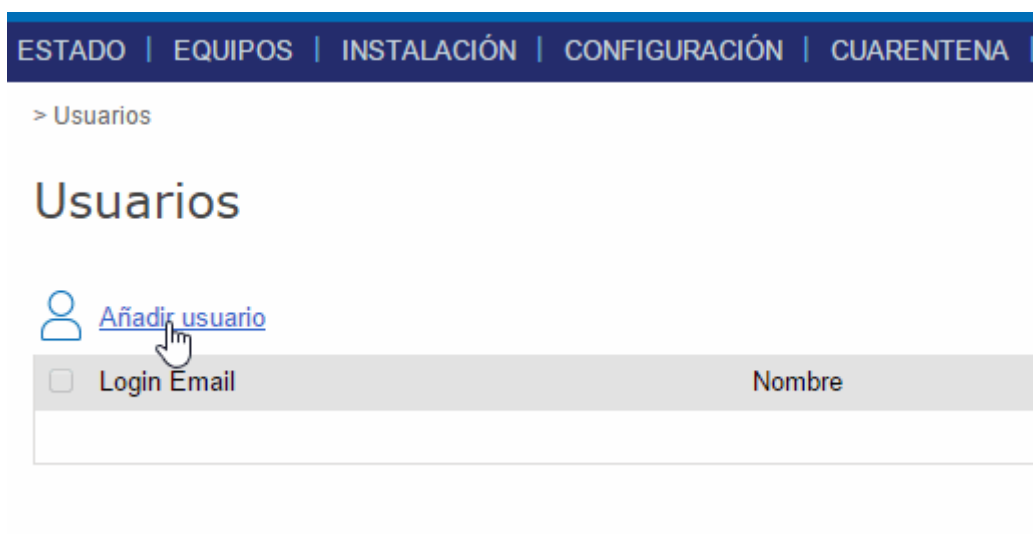 ESTADO | EQUIPOS | INSTALACIÓN | CONFIGURACIÓN | CUARENTENA |
> Usuarios
Usuarios
Añadir usuario
Login Email Nombre